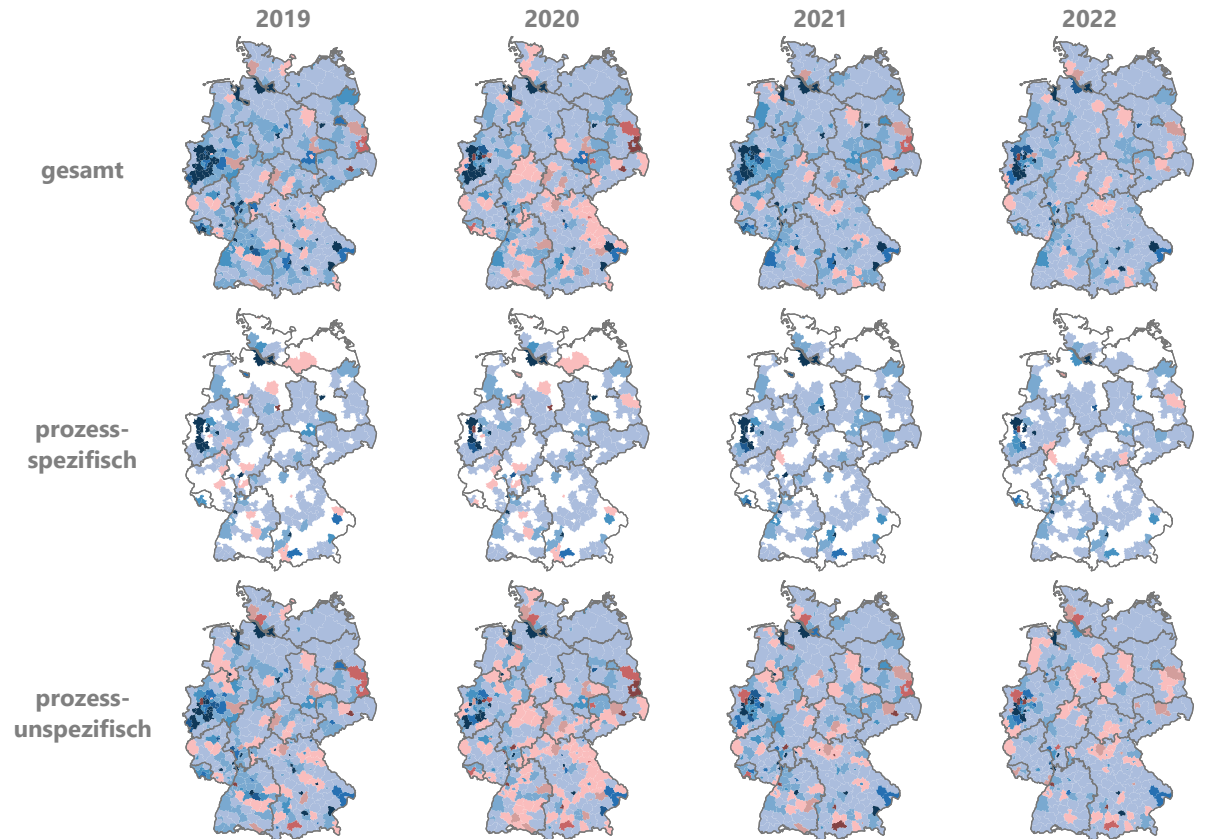 2019
2020
2021
2022
gesamt
prozess-
spezifisch
prozess-
unspezifisch